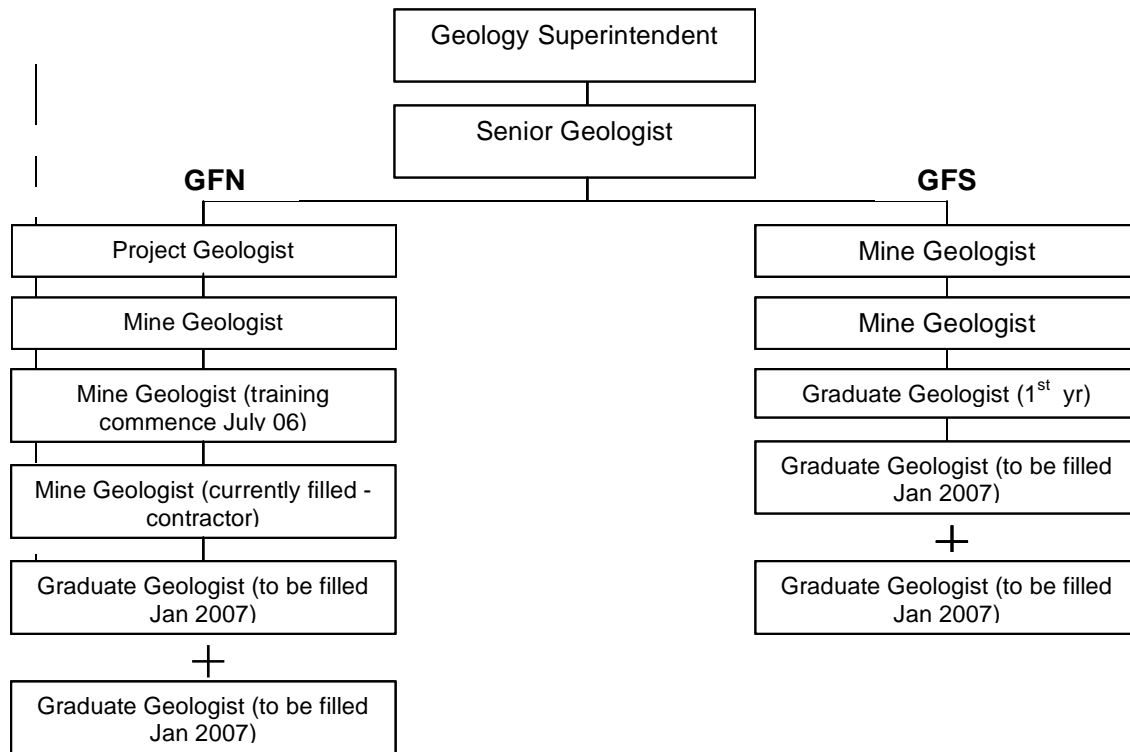 Geology Superintendent
Senior Geologist
GFN
GFS
Project Geologist
Mine Geologist
Mine Geologist (training
commence July 06)
Mine Geologist (currently filled -
contractor)
Graduate Geologist (to be filled
Jan 2007)
+
Graduate Geologist (to be filled
Jan 2007)
Mine Geologist
Mine Geologist
Graduate Geologist (1st yr)
Graduate Geologist (to be filled
Jan 2007)
+
Graduate Geologist (to be filled
Jan 2007)